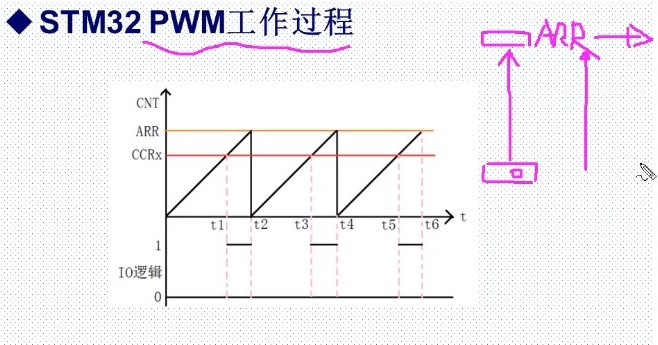 ◆ STM32 PWM工作过程
ARR
CNT
ARR
CCRx
t1 t2 t3 t4 t5 t6 t
1
IO逻辑
0